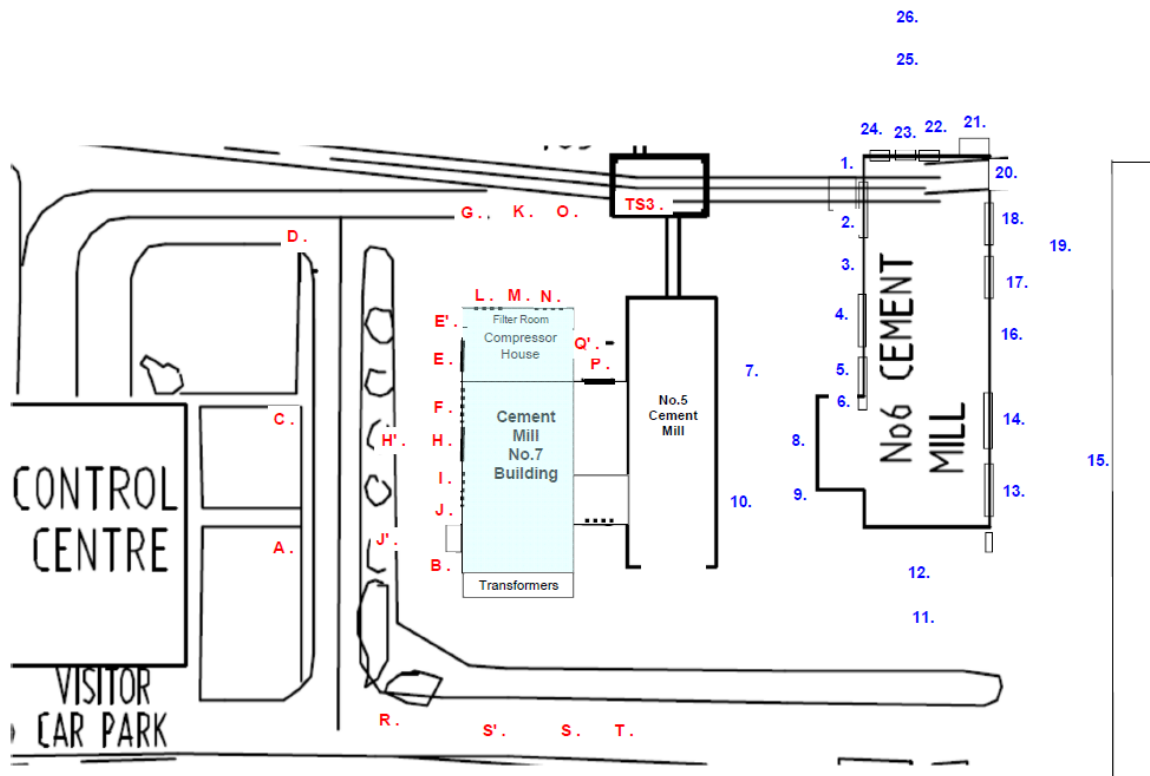 26.
25.
24.
23.
22.
21.
1.
20.
G.
K.
O.
TS3.
2.
18.
D.
19.
3.
17.
L.
M.
N.
E'.
Filter Room
Compressor
House
Q'.
4.
16.
E.
P.
7.
5.
F.
Cement
Mill
No.7
Building
No.5
Cement
Mill
6.
No6 CEMENT
MILL
14.
C.
H'.
H.
8.
15.
I.
9.
13.
CONTROL
CENTRE
J.
10.
A.
J'.
B.
Transformers
12.
11.
VISITOR
CAR PARK
R.
S'.
S.
T.